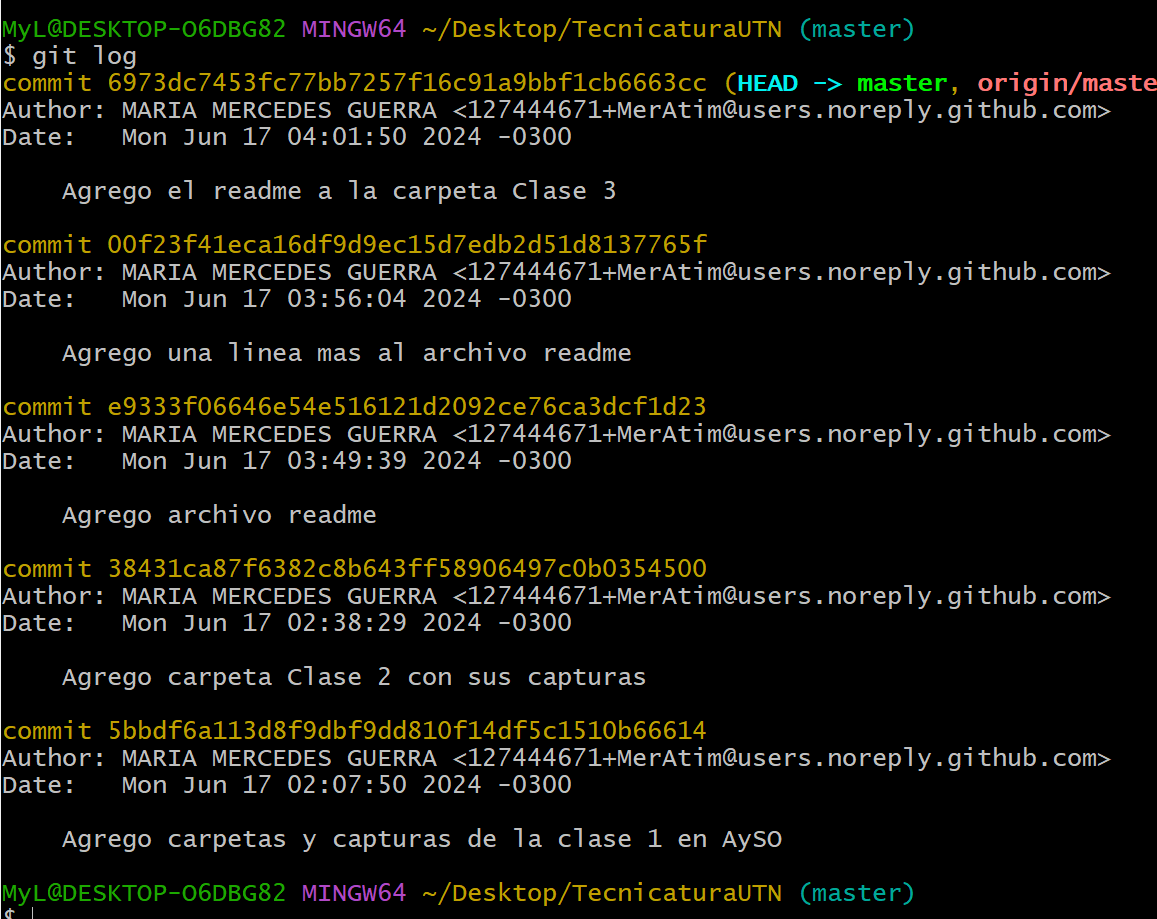 MyL@DESKTOP-O6DBG82 MINGW64 ~/Desktop/TecnicaturaUTN (master)
$ git log
commit 6973dc7453fc77bb7257f16c91a9bbf1cb6663cc (HEAD -> master, origin/maste
Author: MARIA MERCEDES GUERRA <127444671+MerAtim@users.noreply.github.com>
Date:   Mon Jun 17 04:01:50 2024 -0300
Agrego el readme a la carpeta Clase 3
commit 00f23f41eca16df9d9ec15d7edb2d51d8137765f
Author: MARIA MERCEDES GUERRA <127444671+MerAtim@users.noreply.github.com>
Date:   Mon Jun 17 03:56:04 2024 -0300
Agrego una linea mas al archivo readme
commit e9333f06646e54e516121d2092ce76ca3dcf1d23
Author: MARIA MERCEDES GUERRA <127444671+MerAtim@users.noreply.github.com>
Date:   Mon Jun 17 03:49:39 2024 -0300
Agrego archivo readme
commit 38431ca87f6382c8b643ff58906497c0b0354500
Author: MARIA MERCEDES GUERRA <127444671+MerAtim@users.noreply.github.com>
Date:   Mon Jun 17 02:38:29 2024 -0300
Agrego carpeta Clase 2 con sus capturas
commit 5bbdf6a113d8f9dbf9dd810f14df5c1510b66614
Author: MARIA MERCEDES GUERRA <127444671+MerAtim@users.noreply.github.com>
Date:   Mon Jun 17 02:07:50 2024 -0300
Agrego carpetas y capturas de la clase 1 en AySO
MyL@DESKTOP-O6DBG82 MINGW64 ~/Desktop/TecnicaturaUTN (master)
$